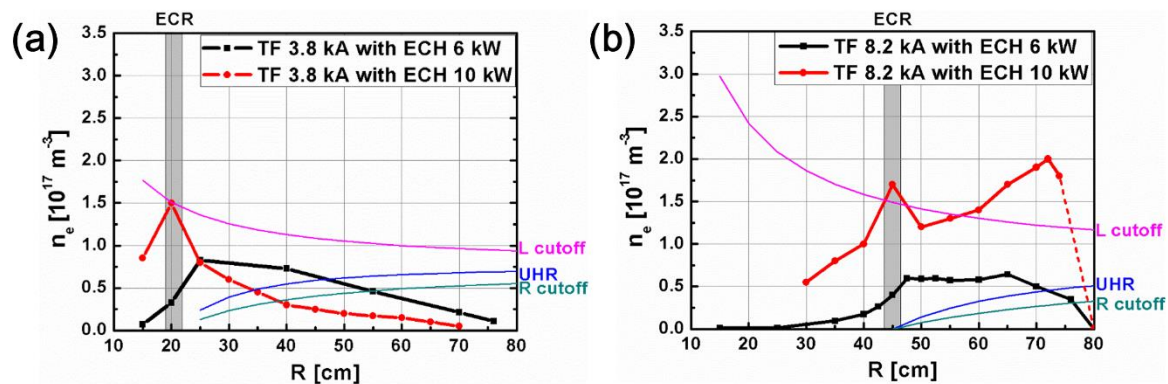 (a)
ECR
TF 3.8 kA with ECH 6 kW
TF 3.8 kA with ECH 10 kW
3.5
3.0
2.5
2.0
1.5
1.0
0.5
0.0
nₑ [10¹⁷ m⁻³]
L cutoff
UHR
R cutoff
10 20 30 40 50 60 70 80
R [cm]
(b)
ECR
TF 8.2 kA with ECH 6 kW
TF 8.2 kA with ECH 10 kW
3.5
3.0
2.5
2.0
1.5
1.0
0.5
0.0
nₑ [10¹⁷ m⁻³]
L cutoff
UHR
R cutoff
10 20 30 40 50 60 70 80
R [cm]